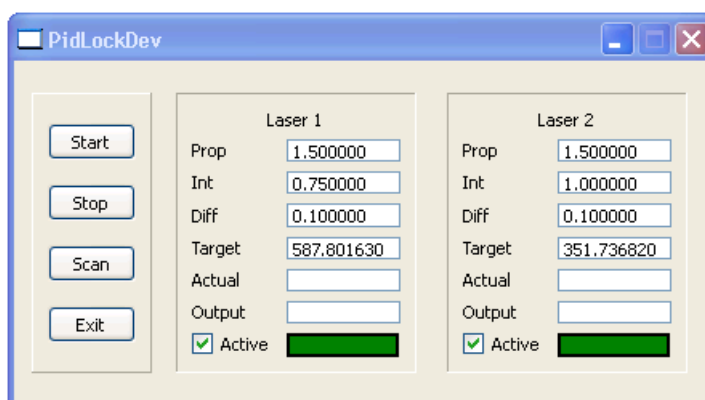 PidLockDev
Start
Stop
Scan
Exit
Laser 1
Prop 1.500000
Int 0.750000
Diff 0.100000
Target 587.801630
Actual
Output
Active
Laser 2
Prop 1.500000
Int 1.000000
Diff 0.100000
Target 351.736820
Actual
Output
Active